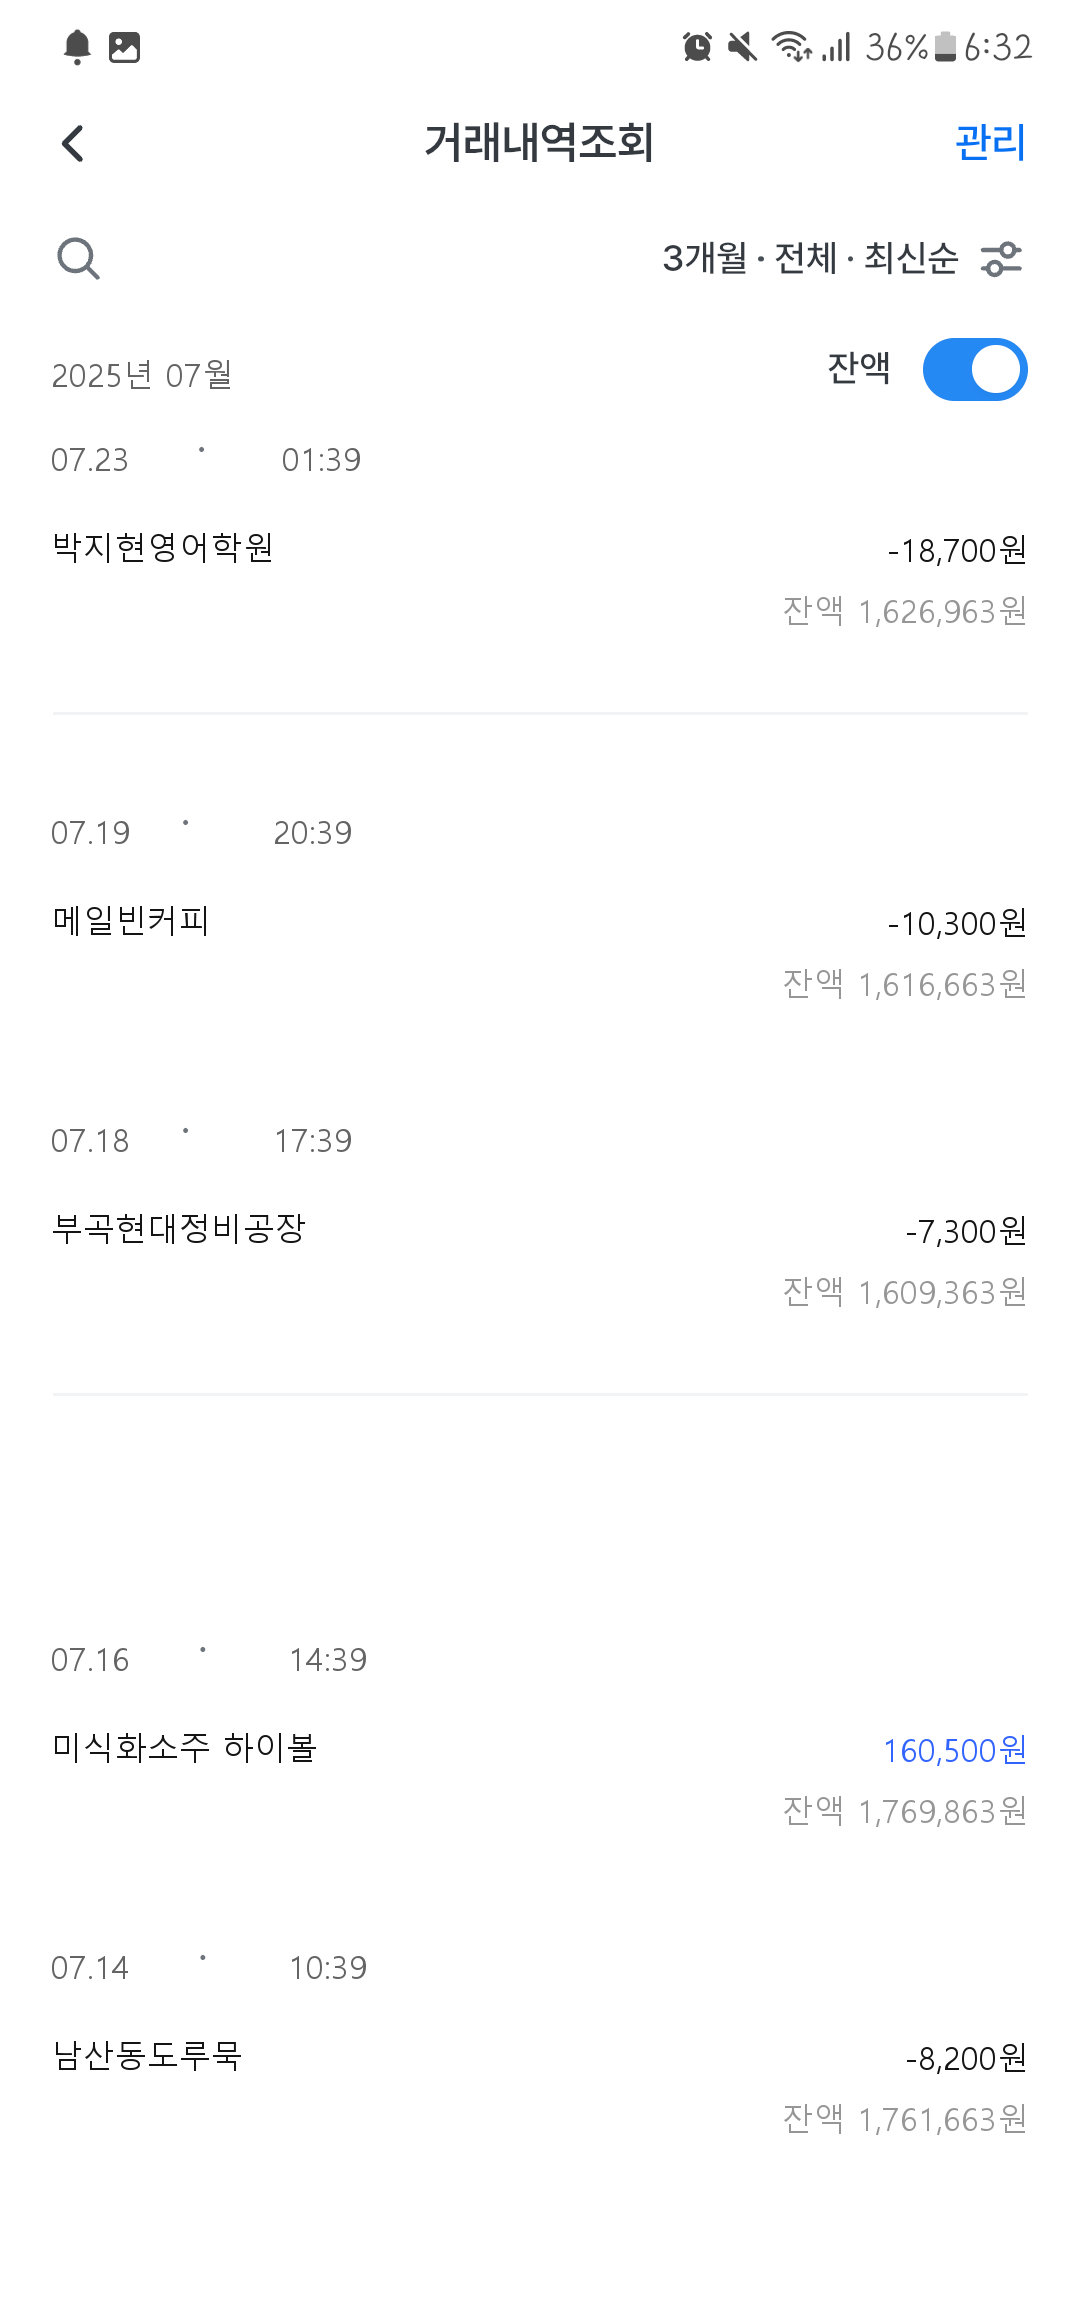 36% 6:32
거래내역조회 관리
3개월 · 전체 · 최신순
2025년 07월 잔액
07.23 · 01:39
박지현영어학원 -18,700원
잔액 1,626,963원
07.19 · 20:39
메일빈커피 -10,300원
잔액 1,616,663원
07.18 · 17:39
부곡현대정비공장 -7,300원
잔액 1,609,363원
07.16 · 14:39
미식화소주 하이볼 160,500원
잔액 1,769,863원
07.14 · 10:39
남산동도루묵 -8,200원
잔액 1,761,663원